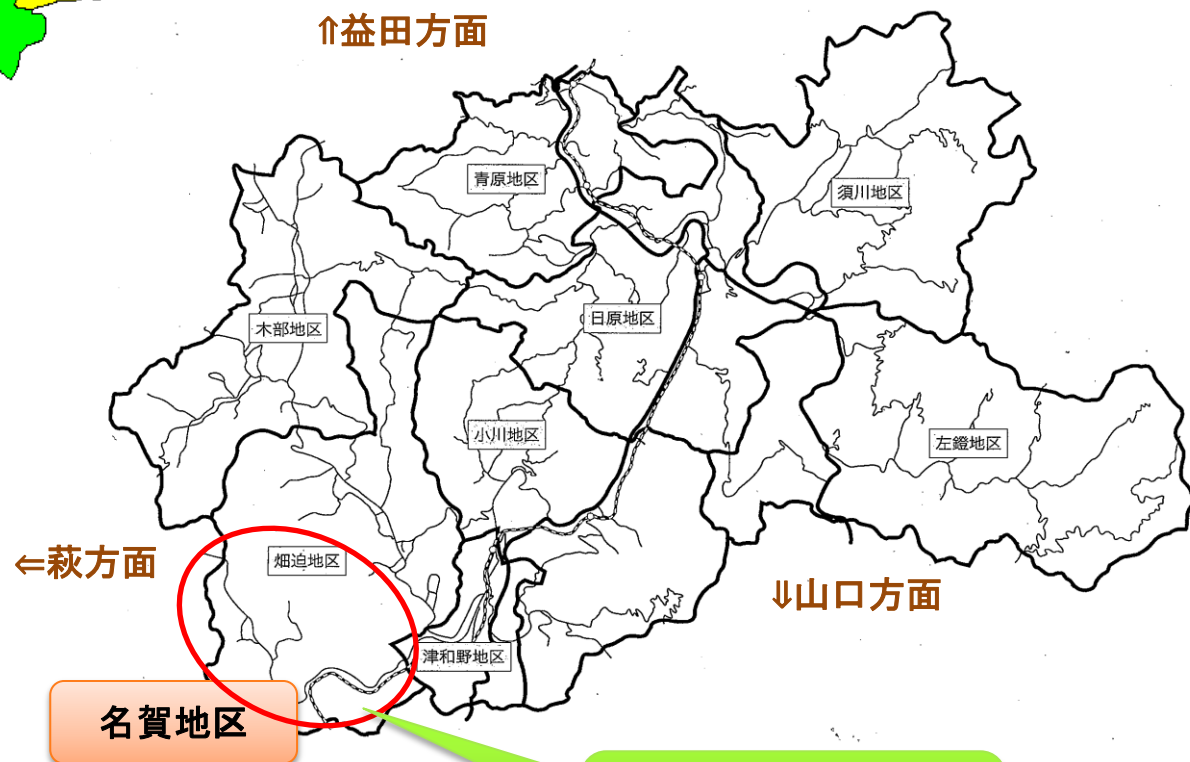 ⇑益田方面
青原地区
須川地区
木部地区
日原地区
小川地区
左鐙地区
⇐萩方面
畑迫地区
⇓山口方面
津和野地区
名賀地区